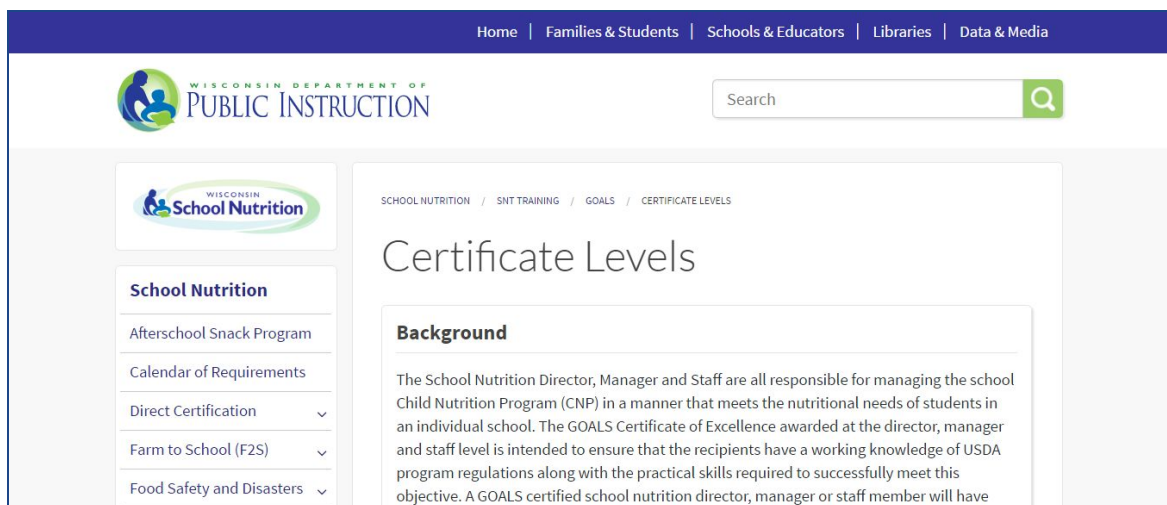 Home | Families & Students | Schools & Educators | Libraries | Data & Media
WISCONSIN DEPARTMENT OF
PUBLIC INSTRUCTION
Search
WISCONSIN
School Nutrition
SCHOOL NUTRITION / SNT TRAINING / GOALS / CERTIFICATE LEVELS
Certificate Levels
School Nutrition
Afterschool Snack Program
Calendar of Requirements
Direct Certification
Farm to School (F2S)
Food Safety and Disasters
Background
The School Nutrition Director, Manager and Staff are all responsible for managing the school
Child Nutrition Program (CNP) in a manner that meets the nutritional needs of students in
an individual school. The GOALS Certificate of Excellence awarded at the director, manager
and staff level is intended to ensure that the recipients have a working knowledge of USDA
program regulations along with the practical skills required to successfully meet this
objective. A GOALS certified school nutrition director, manager or staff member will have